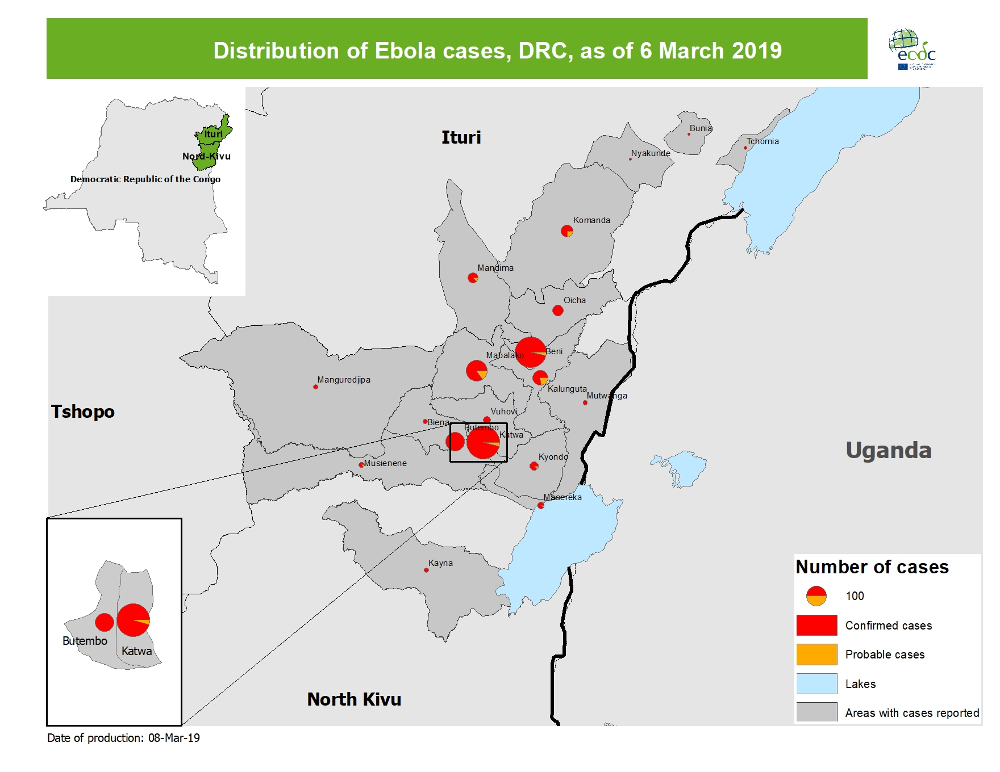 Distribution of Ebola cases, DRC, as of 6 March 2019
ecdc
Ituri
Nord-Kivu
Democratic Republic of the Congo
Ituri
Bunia
Tchomia
Nyakunde
Komanda
Mandima
Oicha
Mabalako
Beni
Manguredjipa
Kalunguta
Mutwanga
Tshopo
Vuhovi
Biena
Butembo
Katwa
Uganda
Kyondo
Musienene
Masereka
Kayna
Butembo
Katwa
North Kivu
Number of cases
100
Confirmed cases
Probable cases
Lakes
Areas with cases reported
Date of production: 08-Mar-19